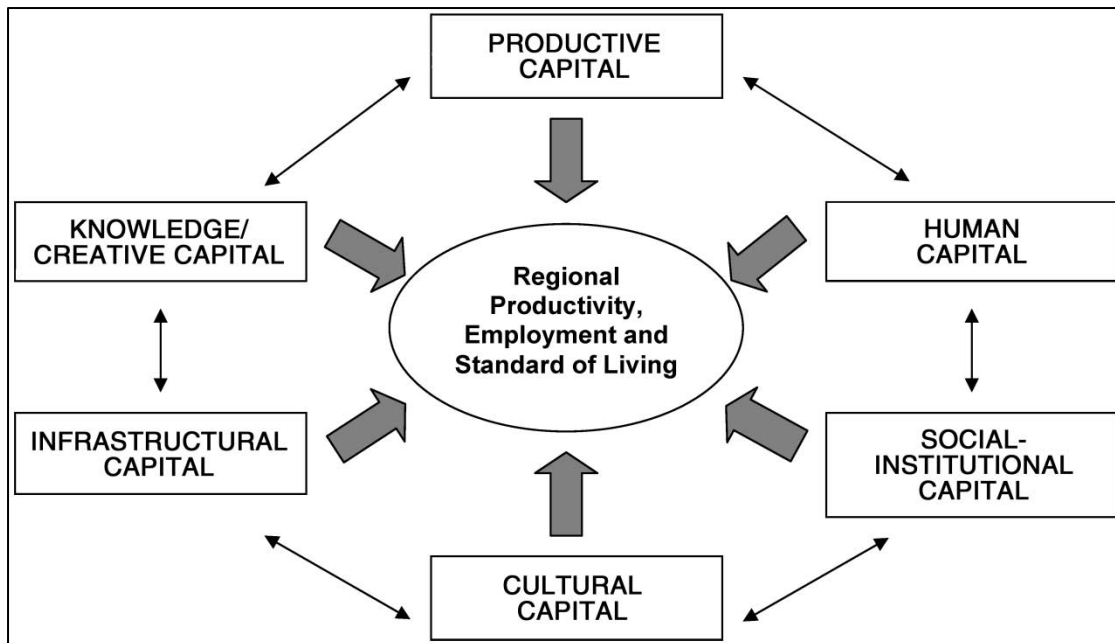 PRODUCTIVE
CAPITAL
KNOWLEDGE/
CREATIVE CAPITAL
HUMAN
CAPITAL
Regional
Productivity,
Employment and
Standard of Living
INFRASTRUCTURAL
CAPITAL
SOCIAL-
INSTITUTIONAL
CAPITAL
CULTURAL
CAPITAL